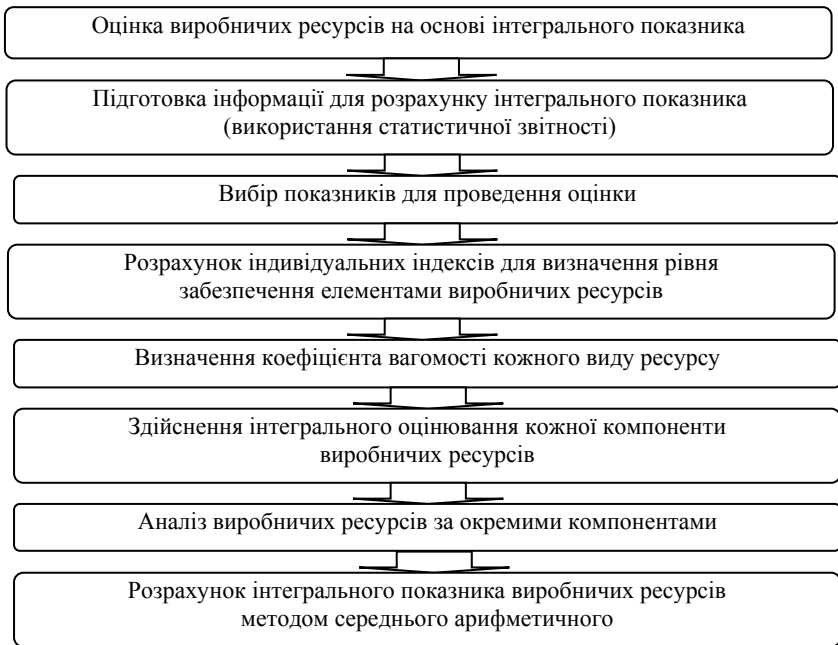 Оцінка виробничих ресурсів на основі інтегрального показника
Підготовка інформації для розрахунку інтегрального показника
(використання статистичної звітності)
Вибір показників для проведення оцінки
Розрахунок індивідуальних індексів для визначення рівня
забезпечення елементами виробничих ресурсів
Визначення коефіцієнта вагомості кожного виду ресурсу
Здійснення інтегрального оцінювання кожної компоненти
виробничих ресурсів
Аналіз виробничих ресурсів за окремими компонентами
Розрахунок інтегрального показника виробничих ресурсів
методом середнього арифметичного